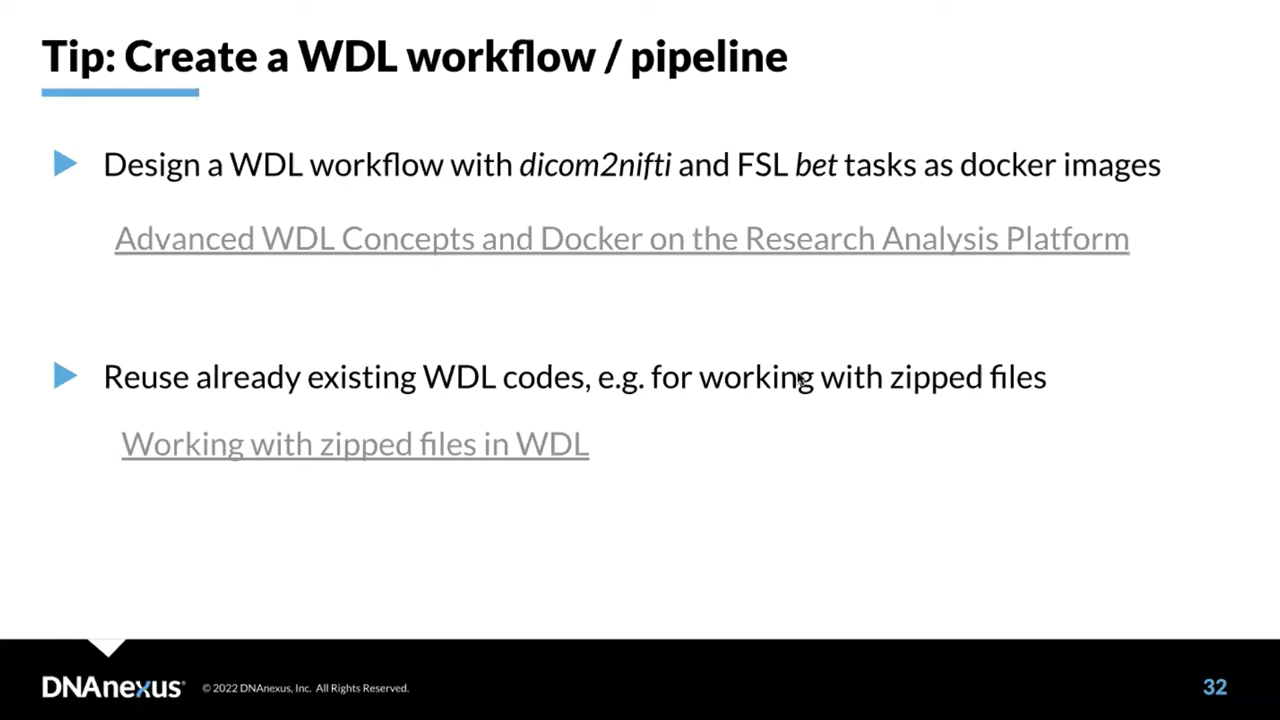 Tip: Create a WDL workflow / pipeline
Design a WDL workflow with dicom2nifti and FSL bet tasks as docker images
Advanced WDL Concepts and Docker on the Research Analysis Platform
Reuse already existing WDL codes, e.g. for working with zipped files
Working with zipped files in WDL
DNAnexus® © 2022 DNAnexus, Inc. All Rights Reserved. 32